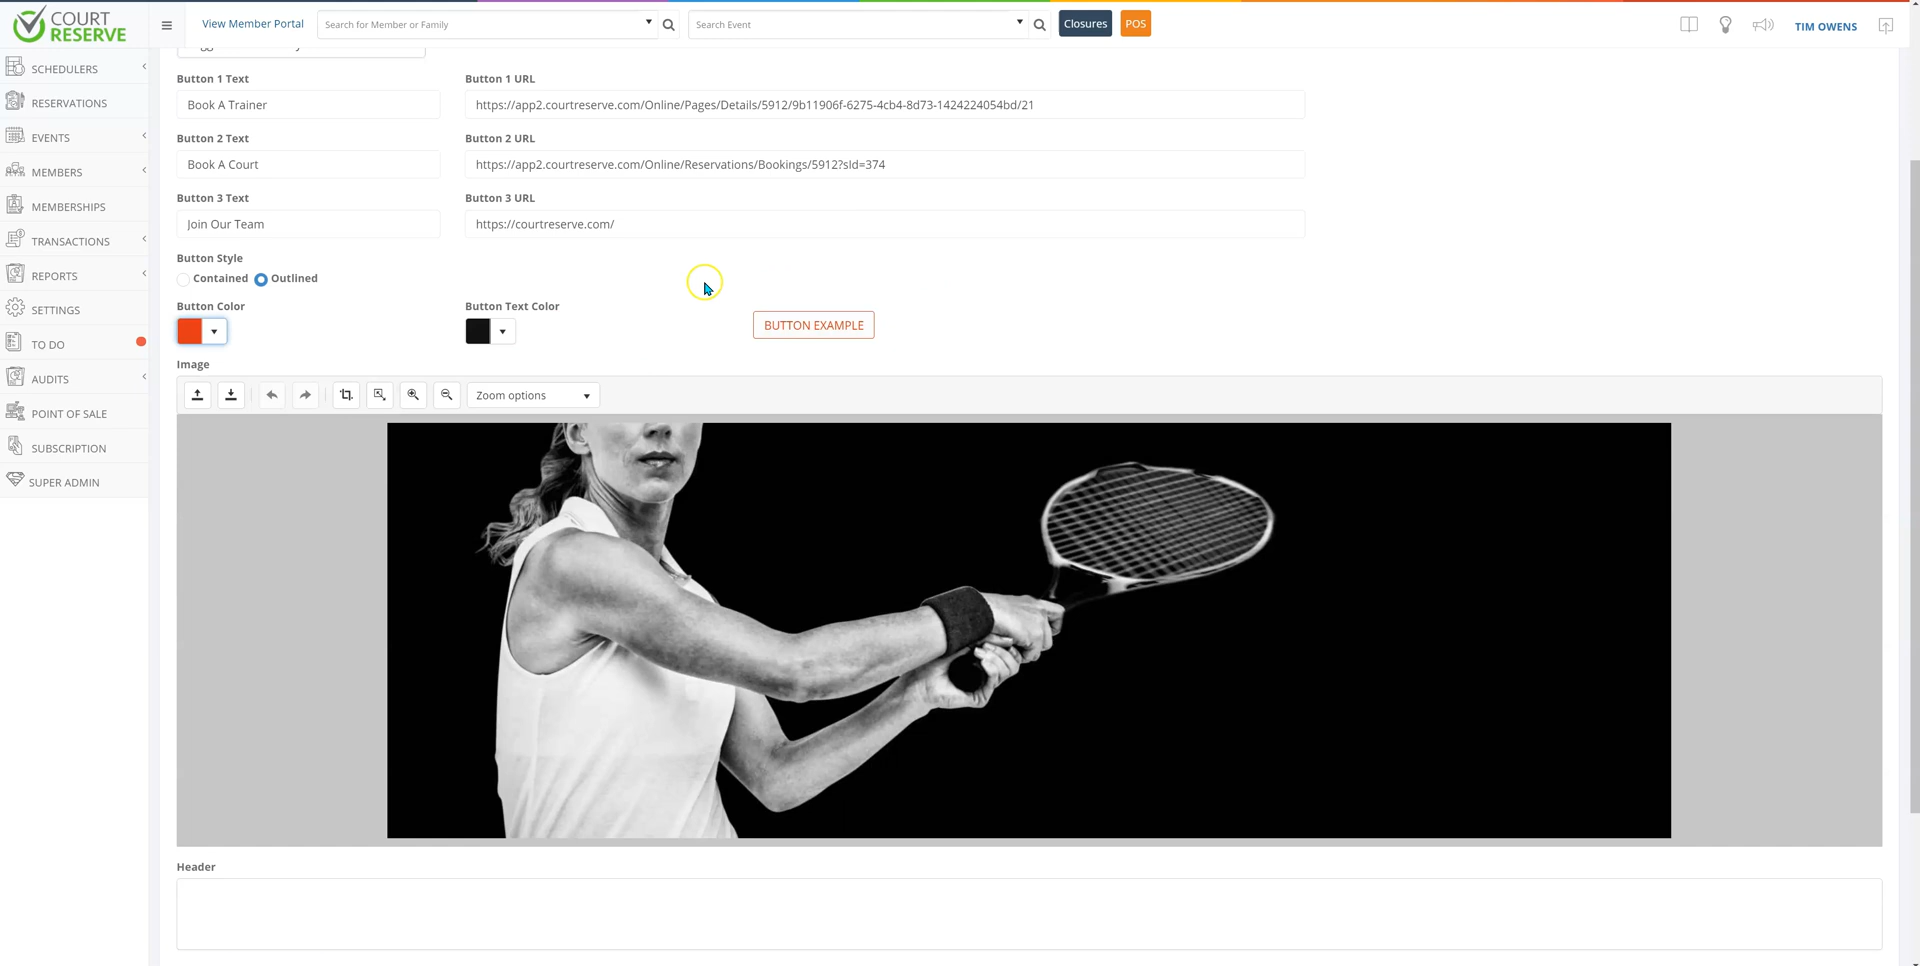 COURT RESERVE
View Member Portal
Search for Member or Family
Search Event
Closures
POS
TIM OWENS
SCHEDULERS
RESERVATIONS
EVENTS
MEMBERS
MEMBERSHIPS
TRANSACTIONS
REPORTS
SETTINGS
TO DO
AUDITS
POINT OF SALE
SUBSCRIPTION
SUPER ADMIN
Button 1 Text
Button 1 URL
Book A Trainer
https://app2.courtreserve.com/Online/Pages/Details/5912/9b11906f-6275-4cb4-8d73-1424224054bd/21
Button 2 Text
Button 2 URL
Book A Court
https://app2.courtreserve.com/Online/Reservations/Bookings/5912?sId=374
Button 3 Text
Button 3 URL
Join Our Team
https://courtreserve.com/
Button Style
Contained
Outlined
Button Color
Button Text Color
BUTTON EXAMPLE
Image
Zoom options
Header